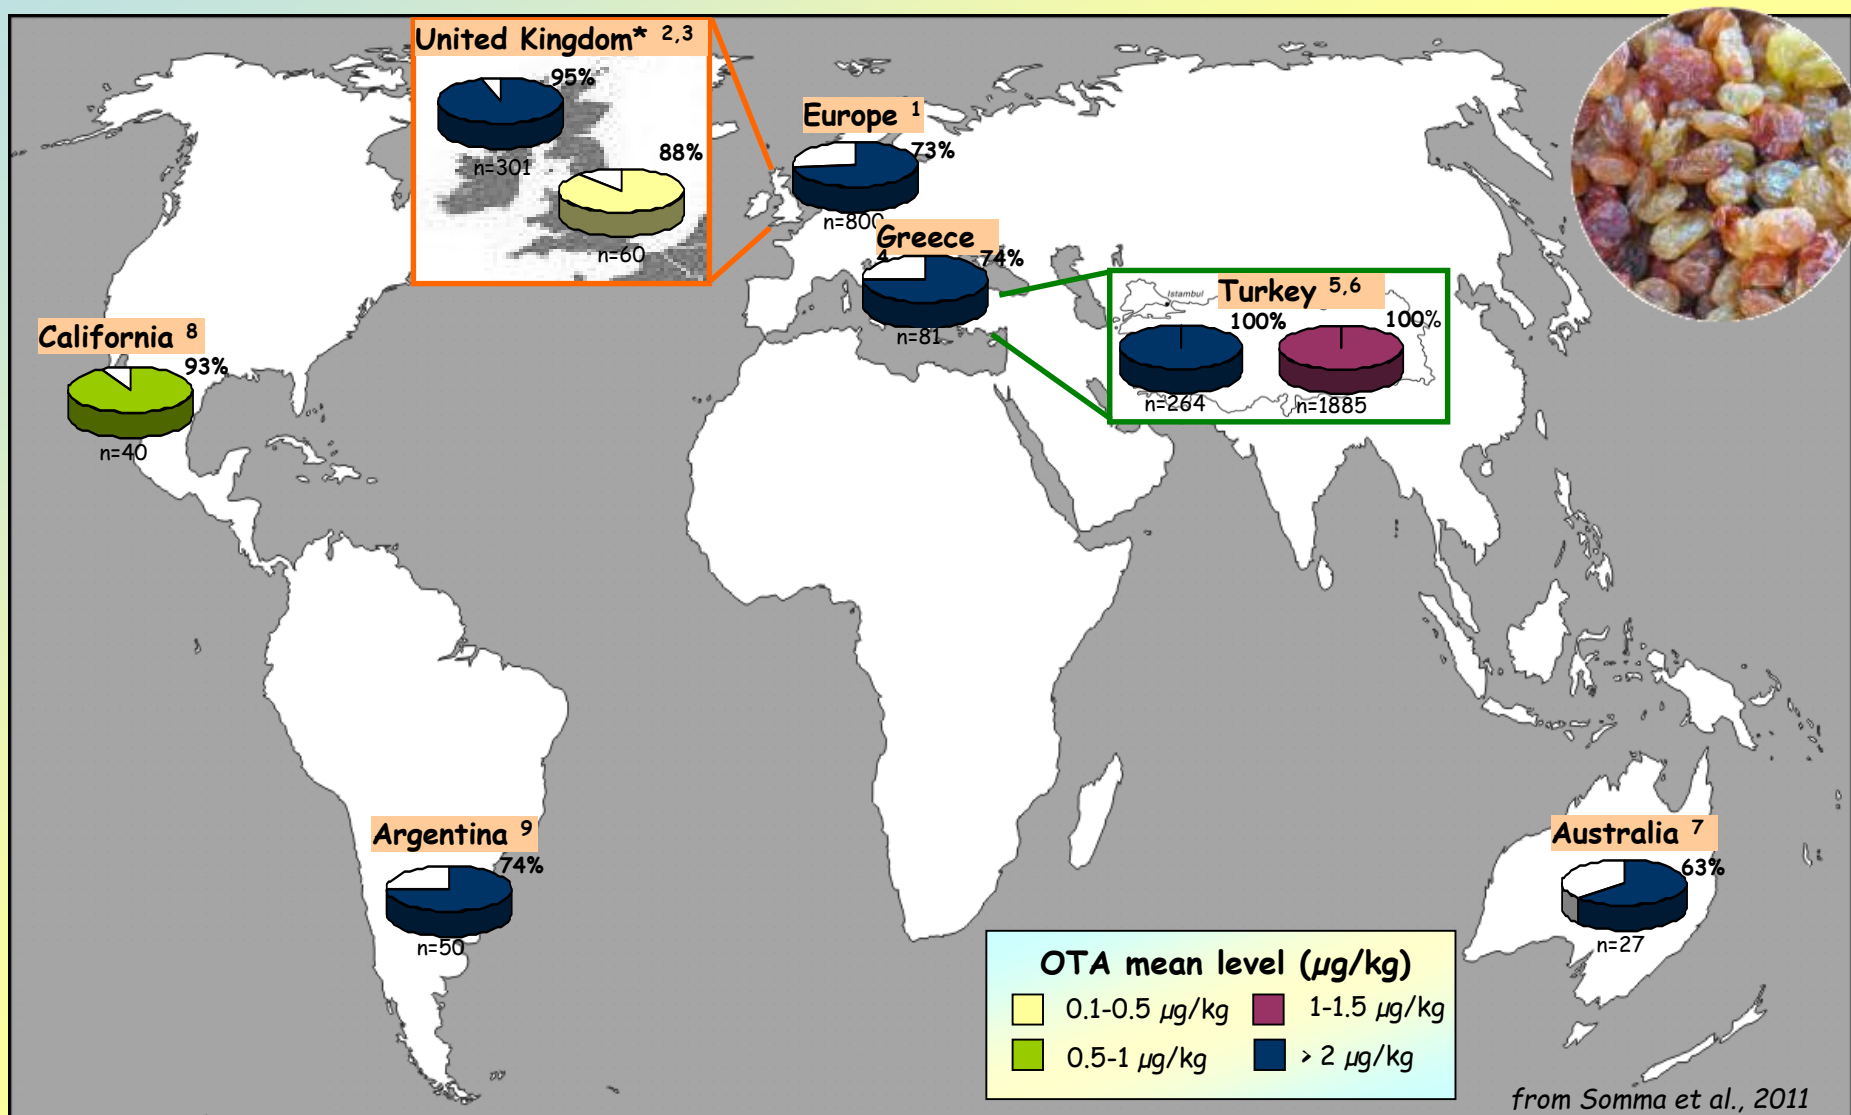 United Kingdom* 2,3
95%
n=301
88%
n=60
Europe 1
73%
n=800
Greece
4
74%
n=81
Istambul
Turkey 5,6
100%
100%
n=264
n=1885
California 8
93%
n=40
Argentina 9
74%
n=50
Australia 7
63%
n=27
OTA mean level (µg/kg)
0.1-0.5 µg/kg
1-1.5 µg/kg
0.5-1 µg/kg
> 2 µg/kg
from Somma et al., 2011